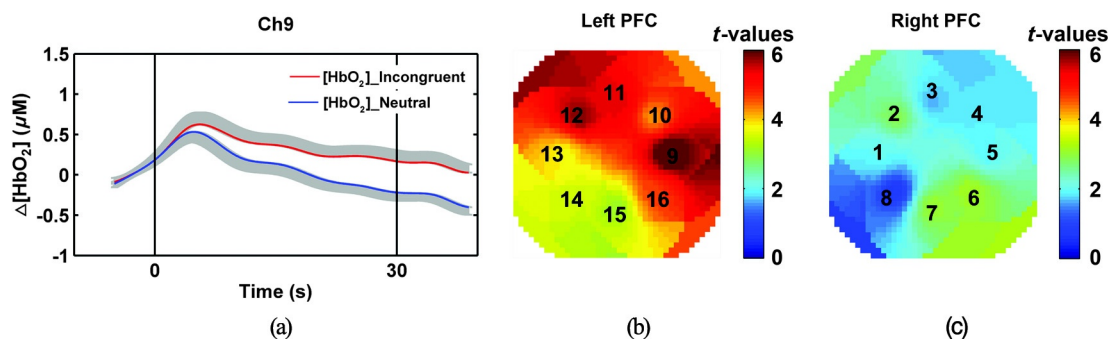 Ch9
[HbO2]_Incongruent
[HbO2]_Neutral
△[HbO2] (μM)
1.5
1
0.5
0
-0.5
-1
0
30
Time (s)
(a)
Left PFC
t-values
11
12
10
13
9
14
15
16
6
4
2
0
(b)
Right PFC
t-values
3
2
4
1
5
8
7
6
6
4
2
0
(c)